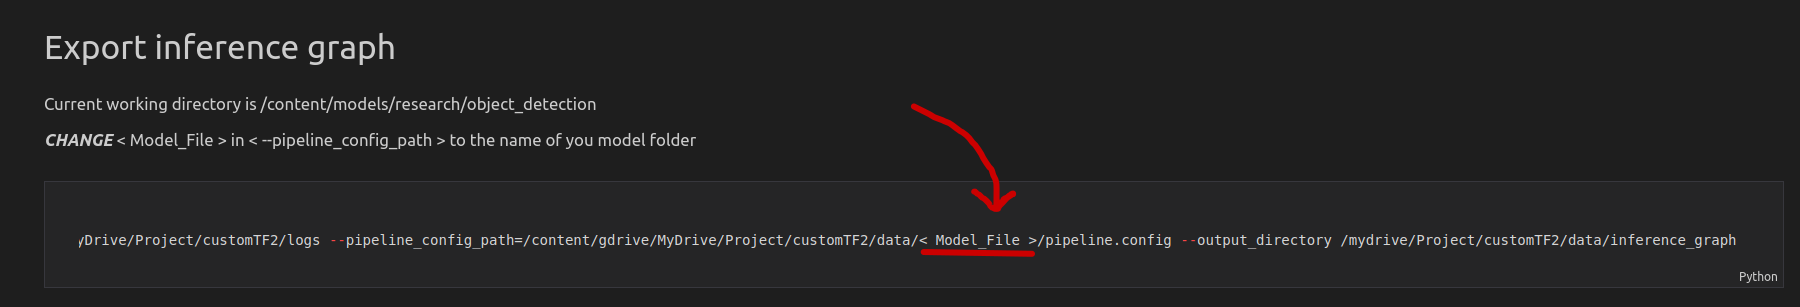 Export inference graph
Current working directory is /content/models/research/object_detection
CHANGE < Model_File > in < --pipeline_config_path > to the name of you model folder
yDrive/Project/customTF2/logs --pipeline_config_path=/content/gdrive/MyDrive/Project/customTF2/data/< Model_File >/pipeline.config --output_directory /mydrive/Project/customTF2/data/inference_graph
Python